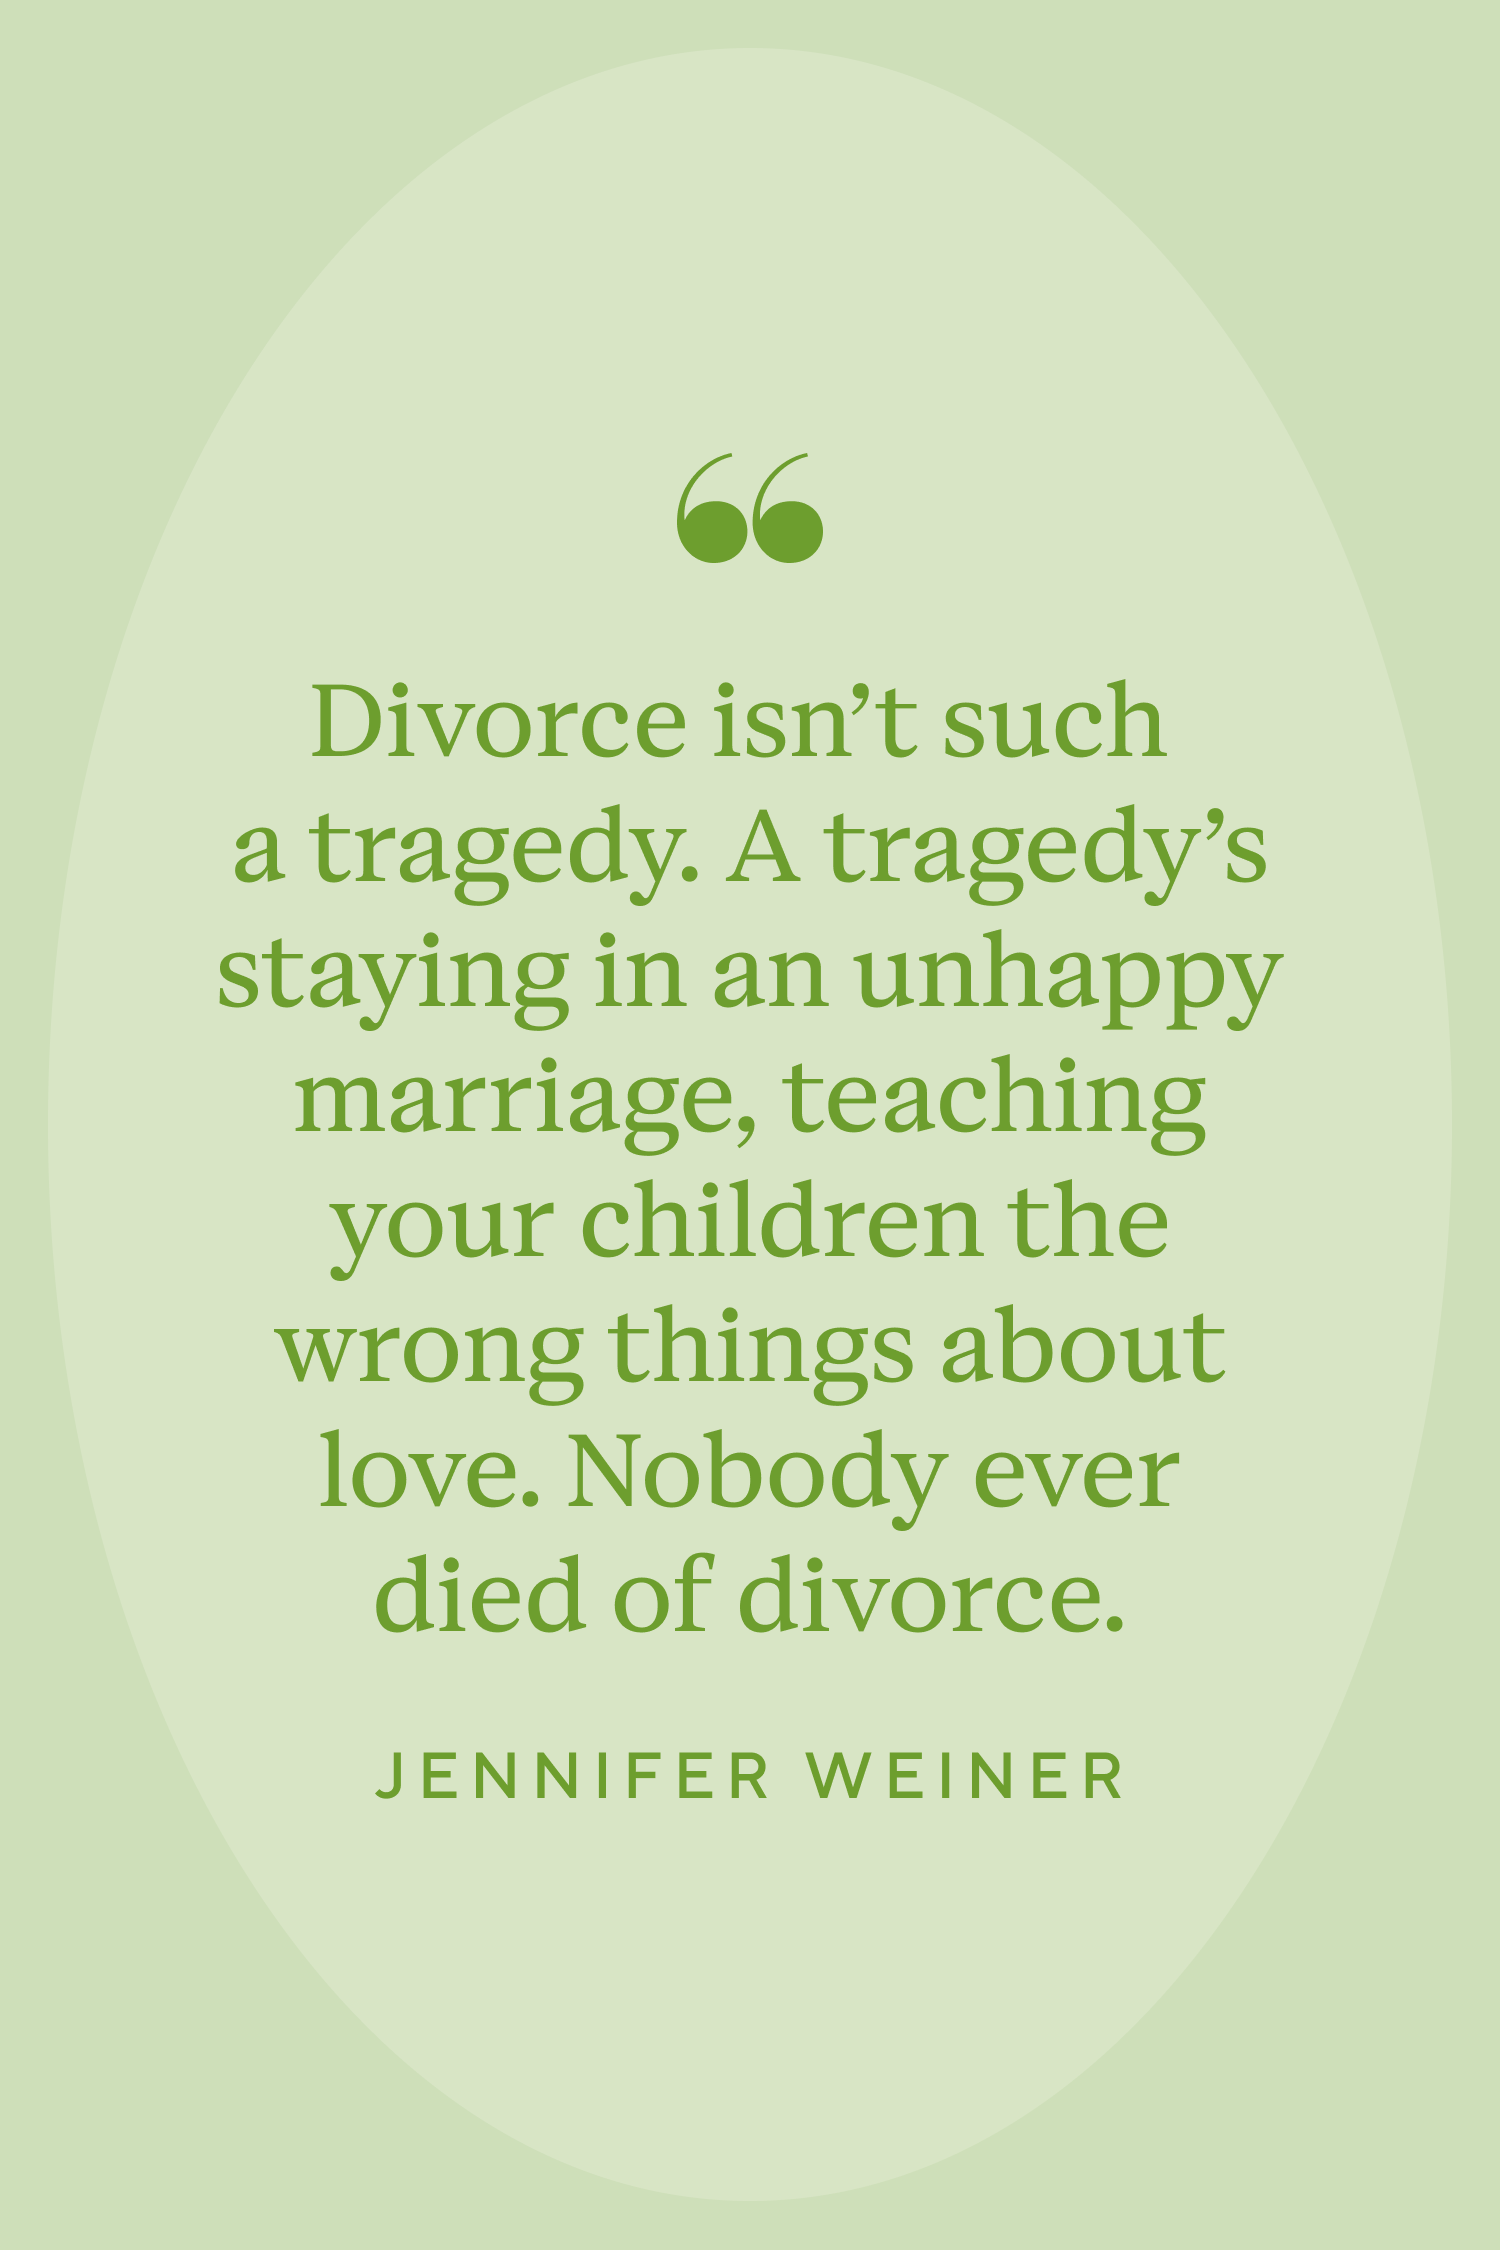 “
Divorce isn’t such
a tragedy. A tragedy’s
staying in an unhappy
marriage, teaching
your children the
wrong things about
love. Nobody ever
died of divorce.
JENNIFER WEINER